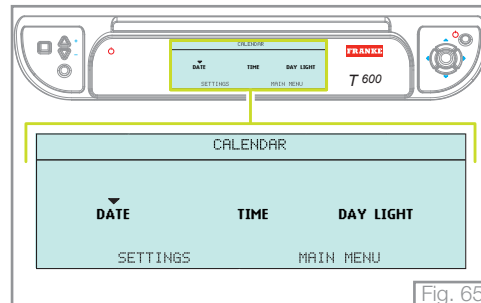 CALENDAR
DATE TIME DAY LIGHT
SETTINGS MAIN MENU
FRANKE
T 600
CALENDAR
DATE TIME DAY LIGHT
SETTINGS MAIN MENU
Fig. 65